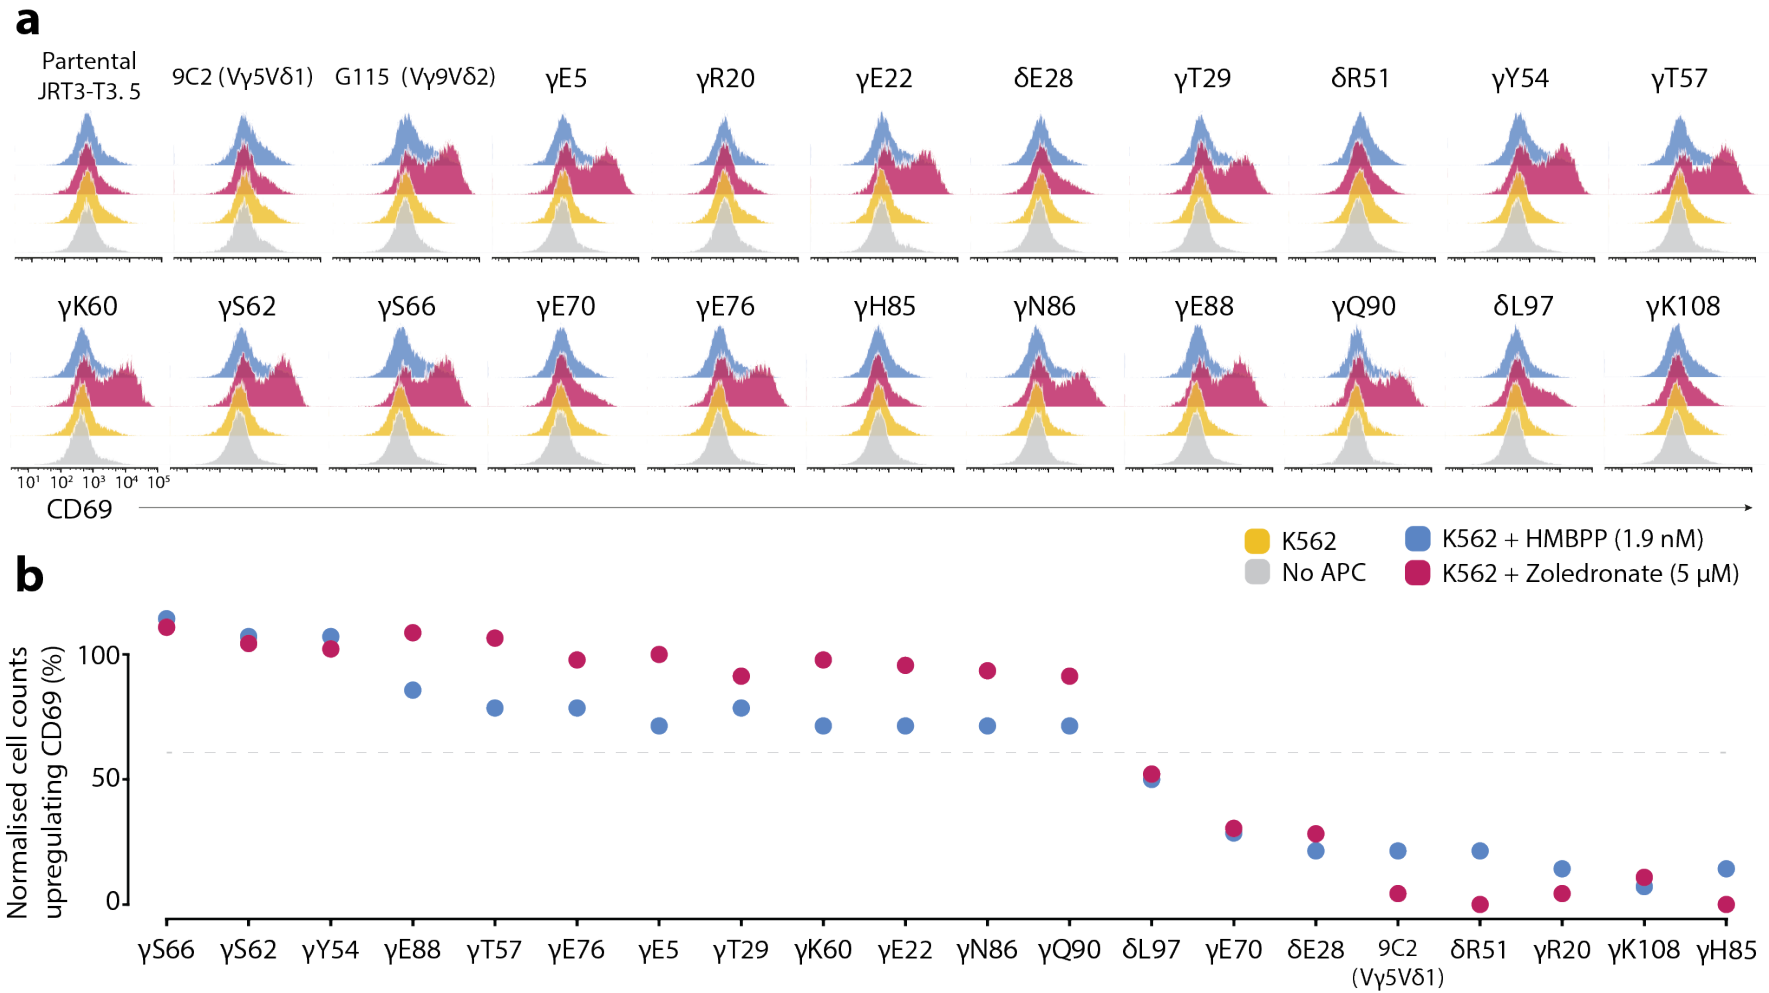 a
Partental
JRT3-T3. 5
9C2 (Vγ5Vδ1)
G115 (Vγ9Vδ2)
γE5
γR20
γE22
δE28
γT29
δR51
γY54
γT57
γK60
γS62
γS66
γE70
γE76
γH85
γN86
γE88
γQ90
δL97
γK108
10¹ 10² 10³ 10⁴ 10⁵
CD69
K562
No APC
K562 + HMBPP (1.9 nM)
K562 + Zoledronate (5 μM)
b
Normalised cell counts
upregulating CD69 (%)
100
50
0
γS66
γS62
γY54
γE88
γT57
γE76
γE5
γT29
γK60
γE22
γN86
γQ90
δL97
γE70
δE28
9C2
(Vγ5Vδ1)
δR51
γR20
γK108
γH85